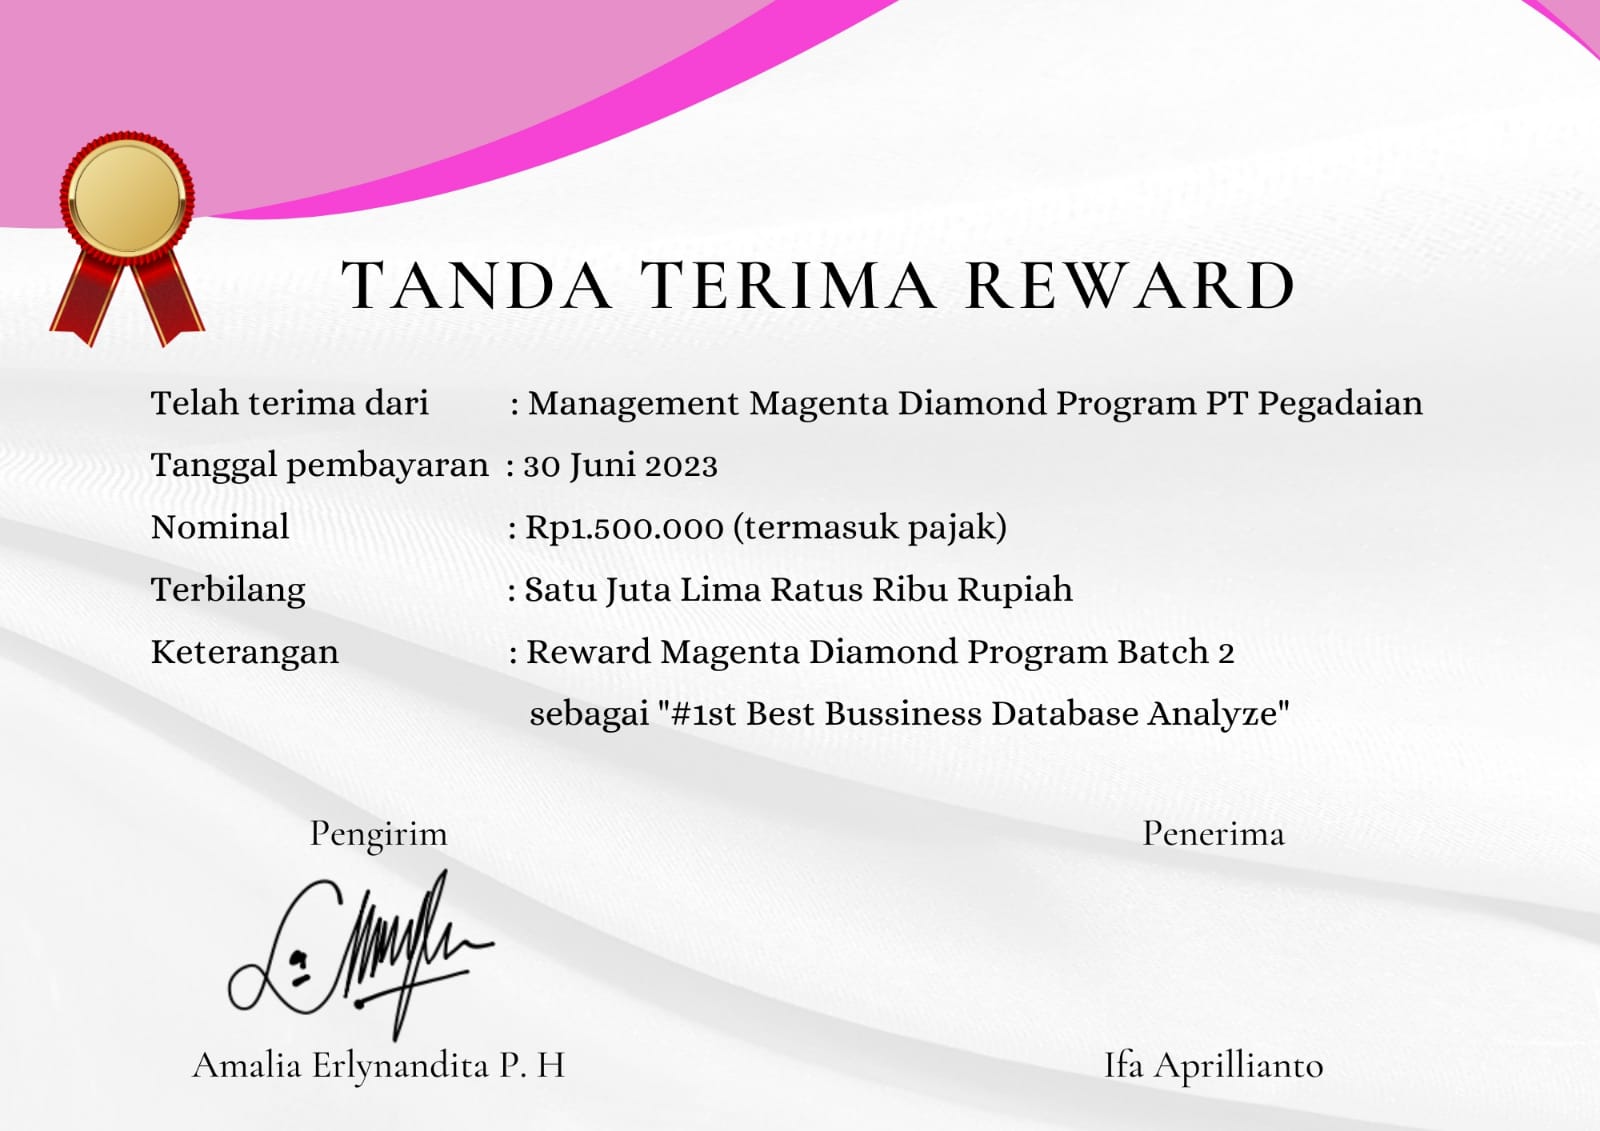 TANDA TERIMA REWARD
Telah terima dari : Management Magenta Diamond Program PT Pegadaian
Tanggal pembayaran : 30 Juni 2023
Nominal : Rp1.500.000 (termasuk pajak)
Terbilang : Satu Juta Lima Ratus Ribu Rupiah
Keterangan : Reward Magenta Diamond Program Batch 2
sebagai "#1st Best Bussiness Database Analyze"
Pengirim Penerima
Amalia Erlynandita P. H Ifa Aprillianto